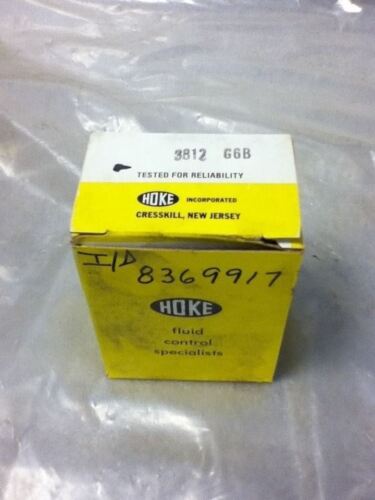 3812 G6B
TESTED FOR RELIABILITY
HOKE INCORPORATED
CRESSKILL, NEW JERSEY
I/D
8369917
HOKE
fluid
control
specialists